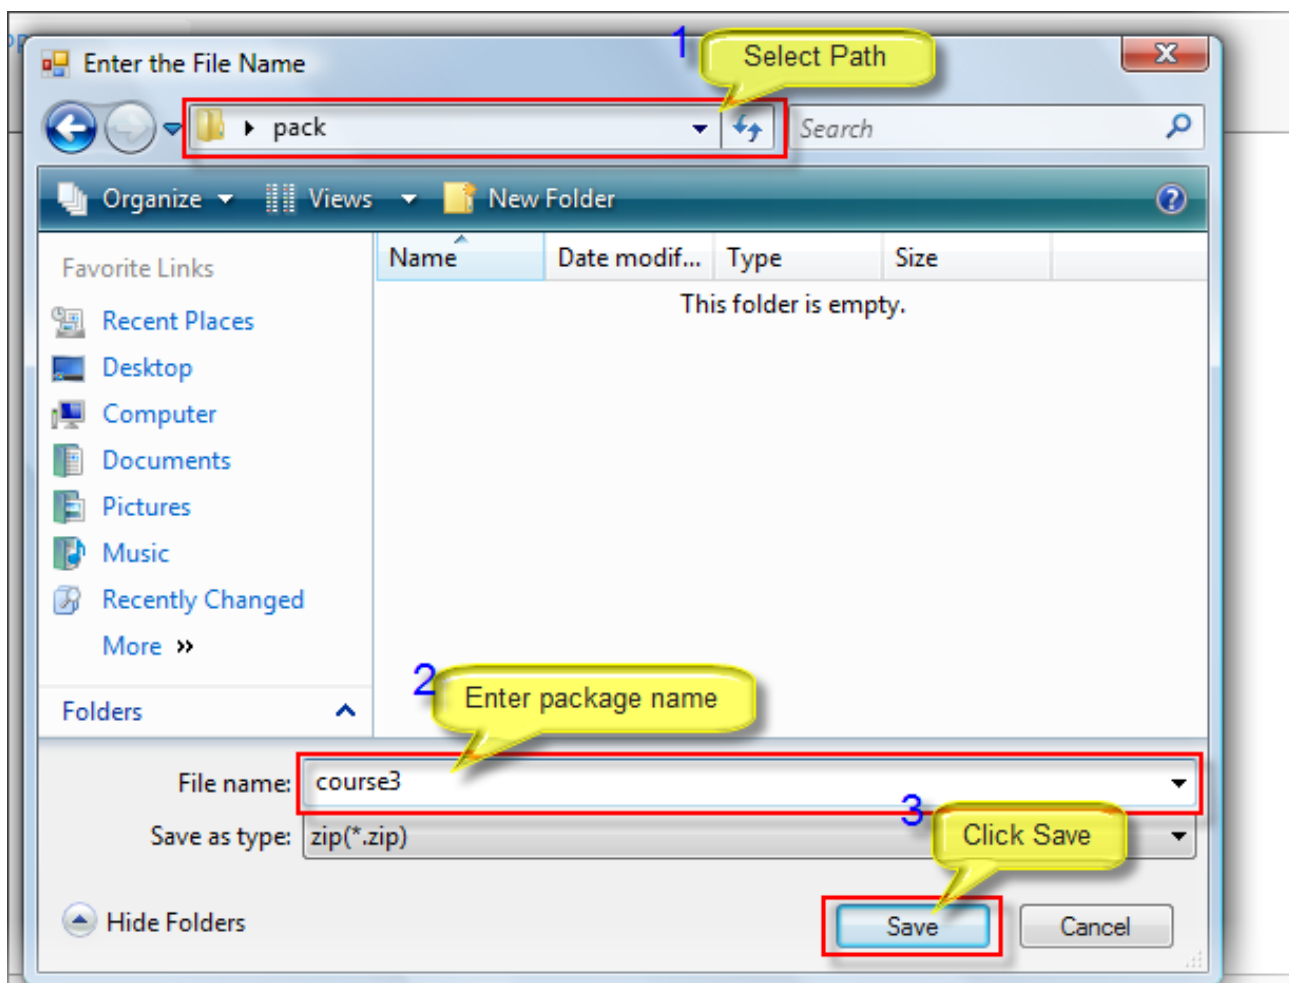 1
Select Path
Enter the File Name
pack
Search
Organize
Views
New Folder
Favorite Links
Name
Date modif...
Type
Size
This folder is empty.
Recent Places
Desktop
Computer
Documents
Pictures
Music
Recently Changed
More »
2
Enter package name
Folders
File name:
course3
3
Click Save
Save as type:
zip(*.zip)
Hide Folders
Save
Cancel